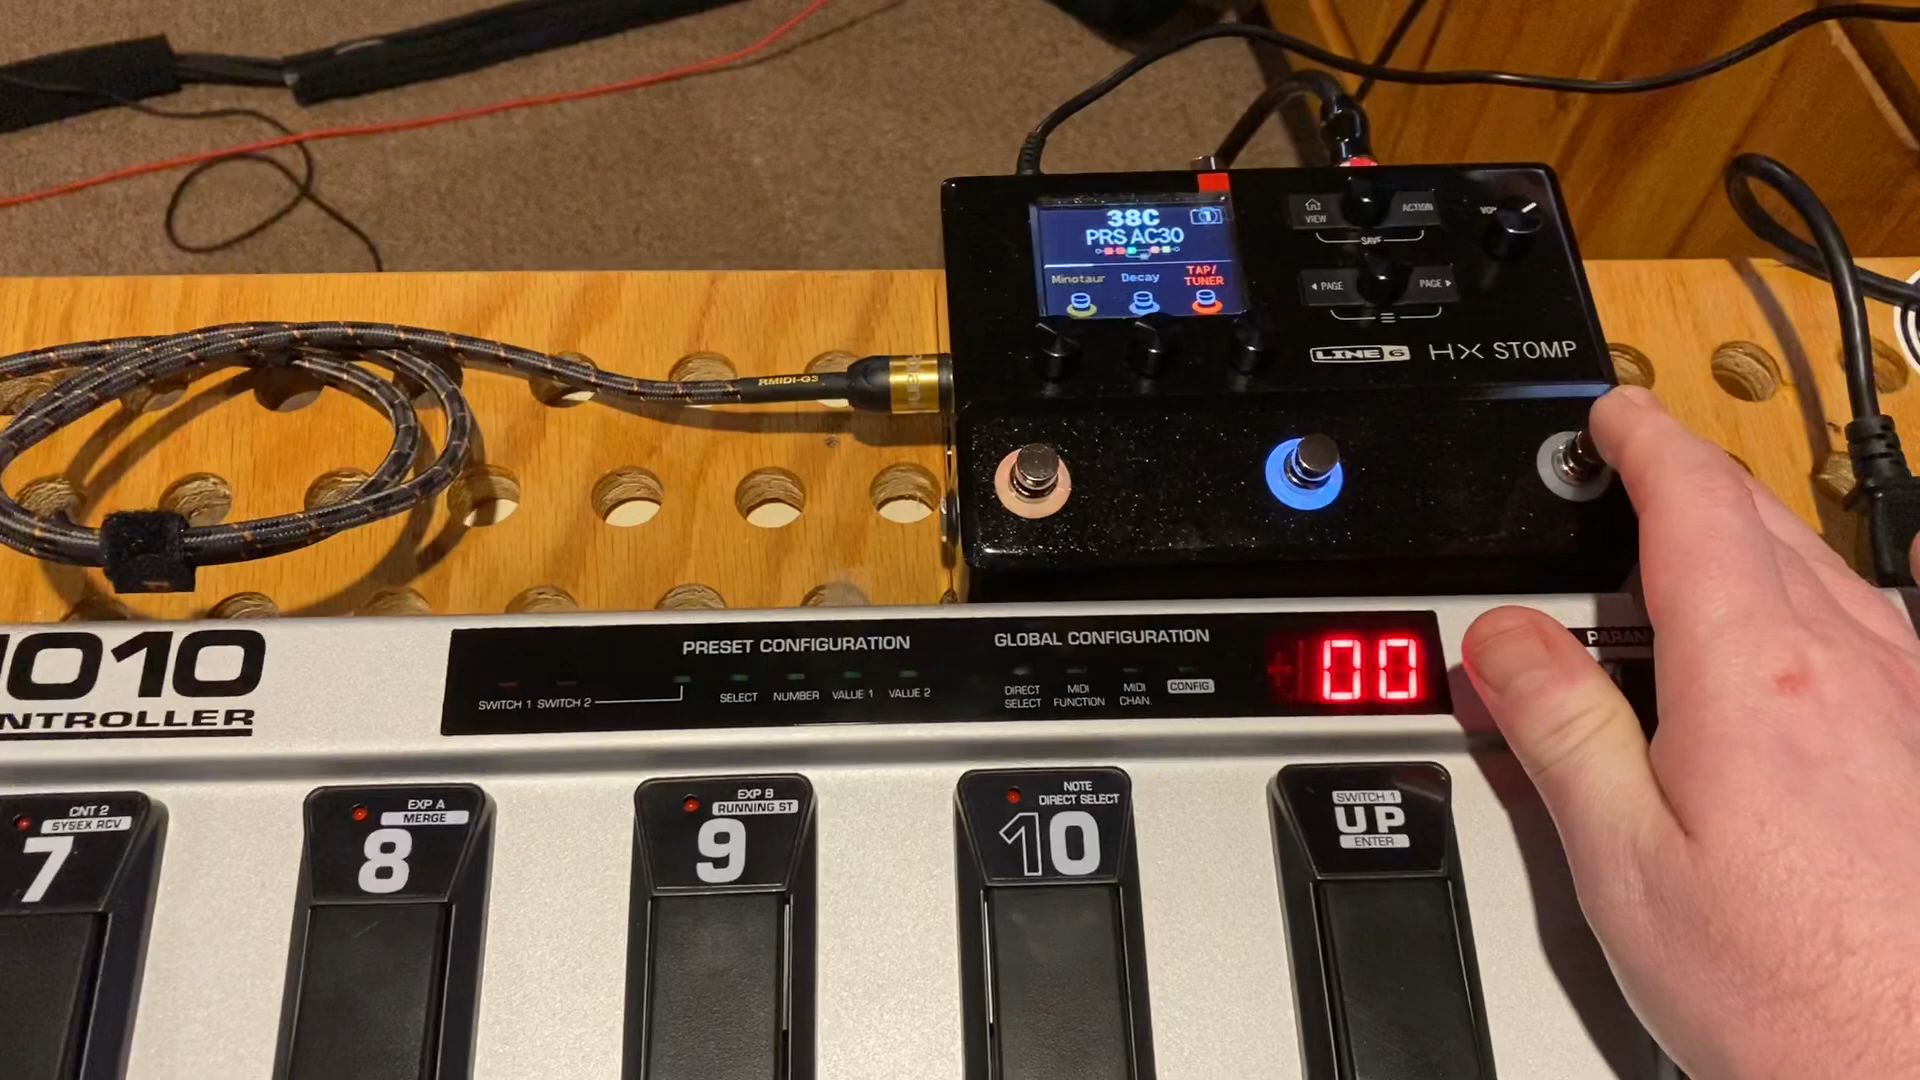 38C
1
PRS AC30
Minotaur
Decay
TAP/
TUNER
VIEW
ACTION
SAVE
VOL
PAGE
PAGE
LINE 6 HX STOMP
RMIDI-G3
1010
CONTROLLER
PRESET CONFIGURATION
SWITCH 1
SWITCH 2
SELECT
NUMBER
VALUE 1
VALUE 2
GLOBAL CONFIGURATION
DIRECT
SELECT
MIDI
FUNCTION
MIDI
CHAN.
CONFIG.
00
CNT 2
SYSEX RCV
7
EXP A
MERGE
8
EXP B
RUNNING ST
9
NOTE
DIRECT SELECT
10
SWITCH 1
UP
ENTER